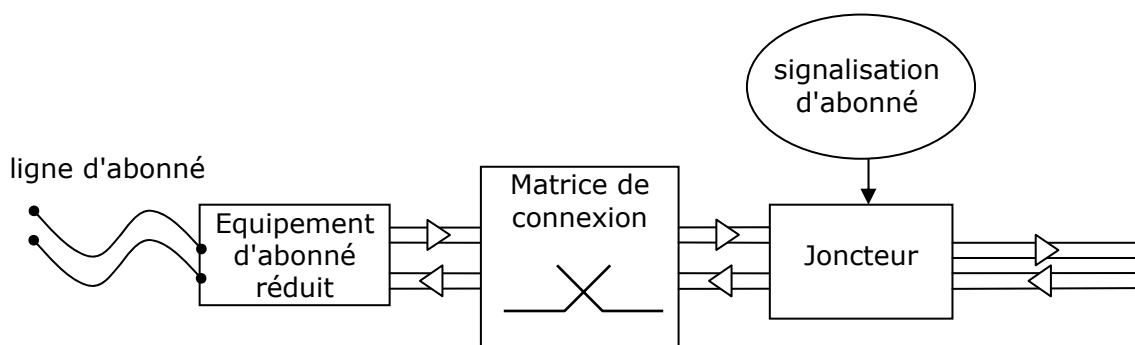 signalisation
d'abonné
ligne d'abonné
Matrice de
connexion
Equipement
d'abonné
réduit
Joncteur